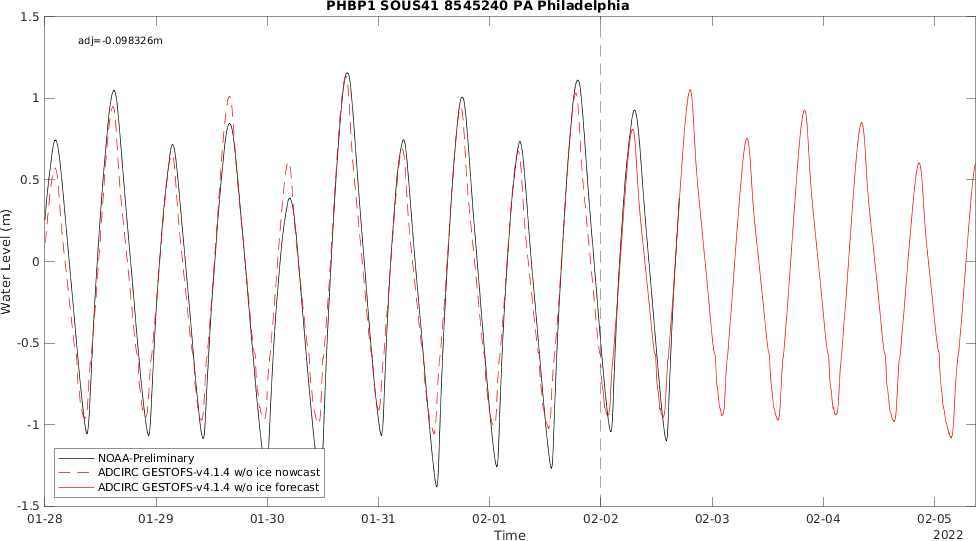 PHBP1 SOUS41 8545240 PA Philadelphia
adj=-0.098326m
1.5
1
0.5
0
-0.5
-1
-1.5
Water Level (m)
NOAA-Preliminary
ADCIRC GESTOFS-v4.1.4 w/o ice nowcast
ADCIRC GESTOFS-v4.1.4 w/o ice forecast
01-28 01-29 01-30 01-31 02-01 02-02 02-03 02-04 02-05
Time
2022